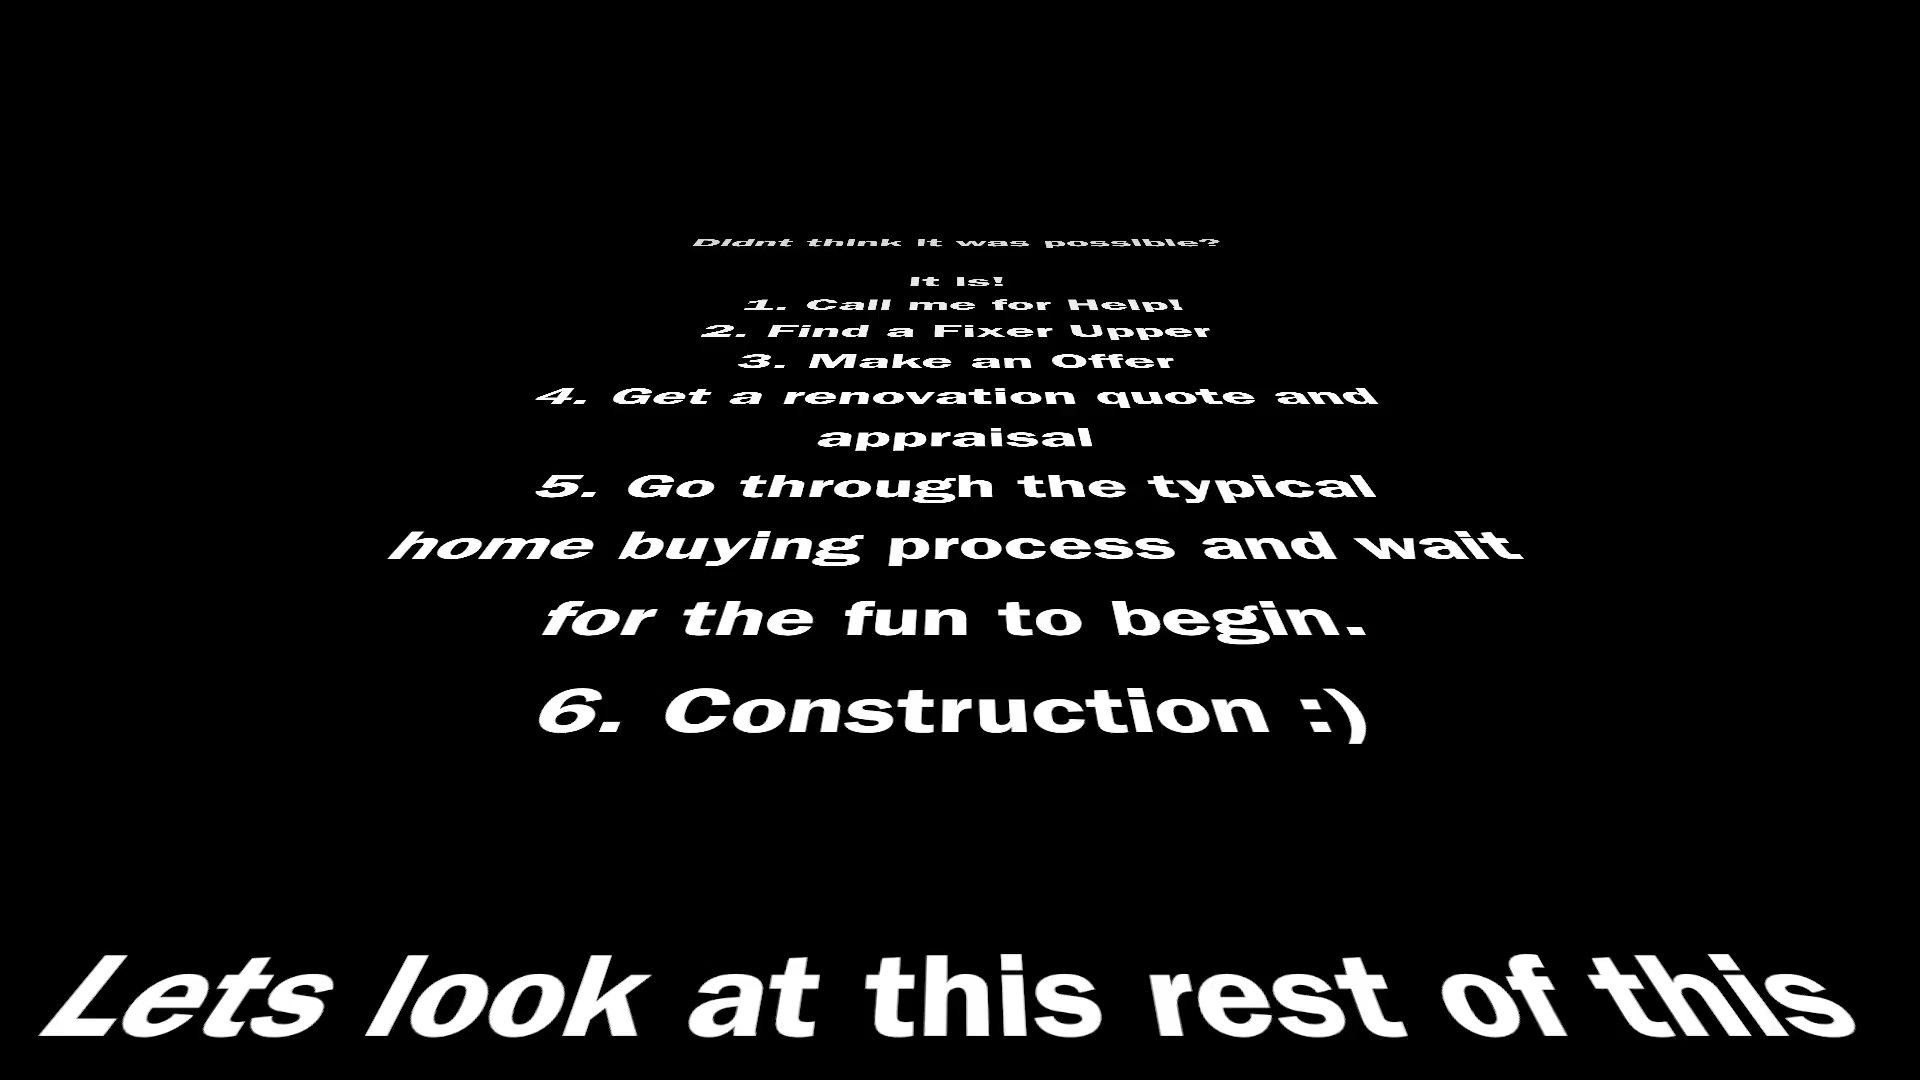 Didnt think it was possible?
It Is!
1. Call me for Help!
2. Find a Fixer Upper
3. Make an Offer
4. Get a renovation quote and
appraisal
5. Go through the typical
home buying process and wait
for the fun to begin.
6. Construction :)
Lets look at this rest of this